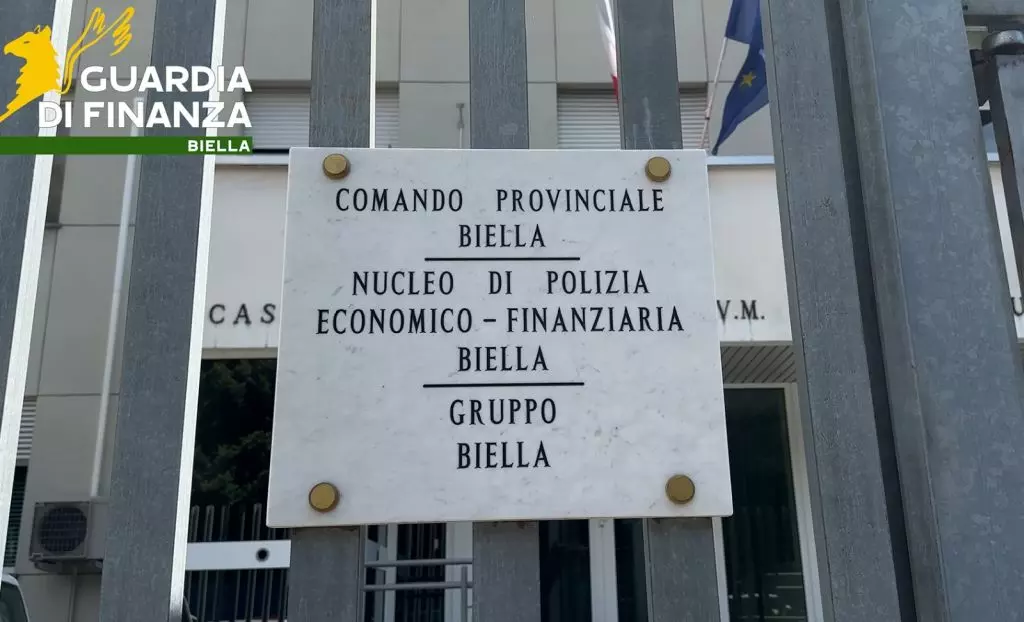 GUARDIA
DI FINANZA
BIELLA
COMANDO PROVINCIALE
BIELLA
NUCLEO DI POLIZIA
ECONOMICO - FINANZIARIA
BIELLA
GRUPPO
BIELLA
CAS
V.M.